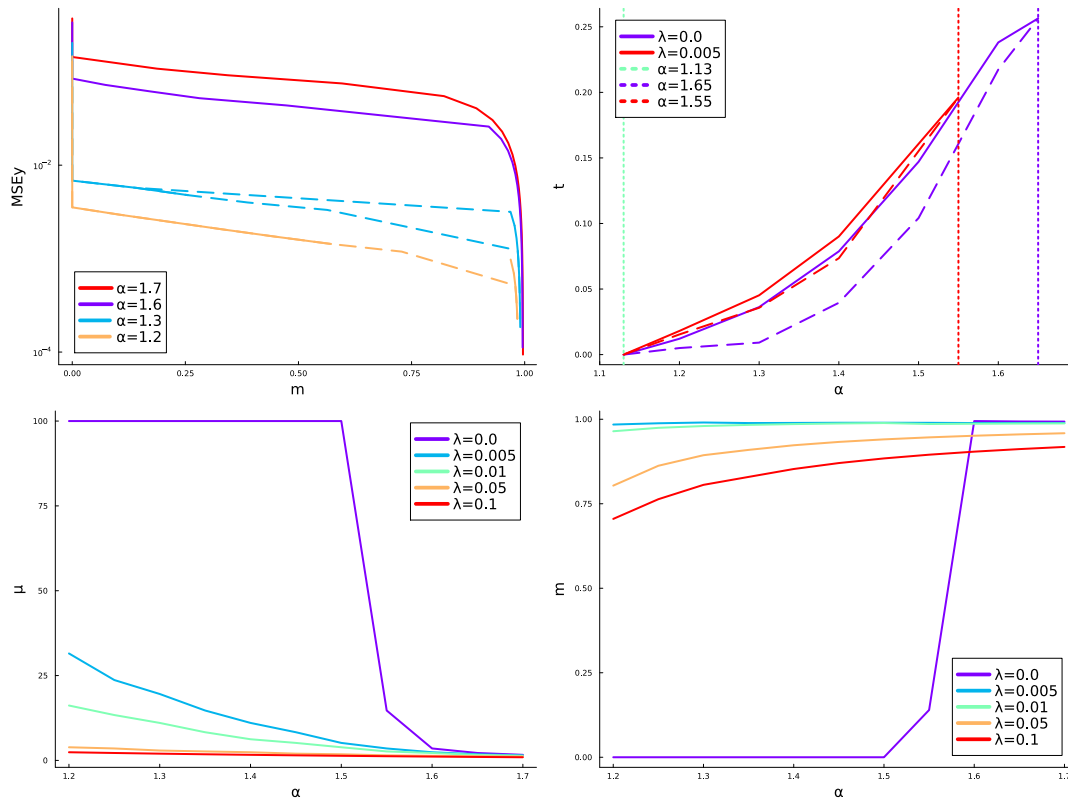 MSEy
10⁻²
10⁻⁴
α=1.7
α=1.6
α=1.3
α=1.2
0.00 0.25 0.50 0.75 1.00
m
t
0.25
0.20
0.15
0.10
0.05
0.00
λ=0.0
λ=0.005
α=1.13
α=1.65
α=1.55
1.1 1.2 1.3 1.4 1.5 1.6
α
μ
100
75
50
25
0
λ=0.0
λ=0.005
λ=0.01
λ=0.05
λ=0.1
1.2 1.3 1.4 1.5 1.6 1.7
α
m
1.00
0.75
0.50
0.25
0.00
λ=0.0
λ=0.005
λ=0.01
λ=0.05
λ=0.1
1.2 1.3 1.4 1.5 1.6 1.7
α